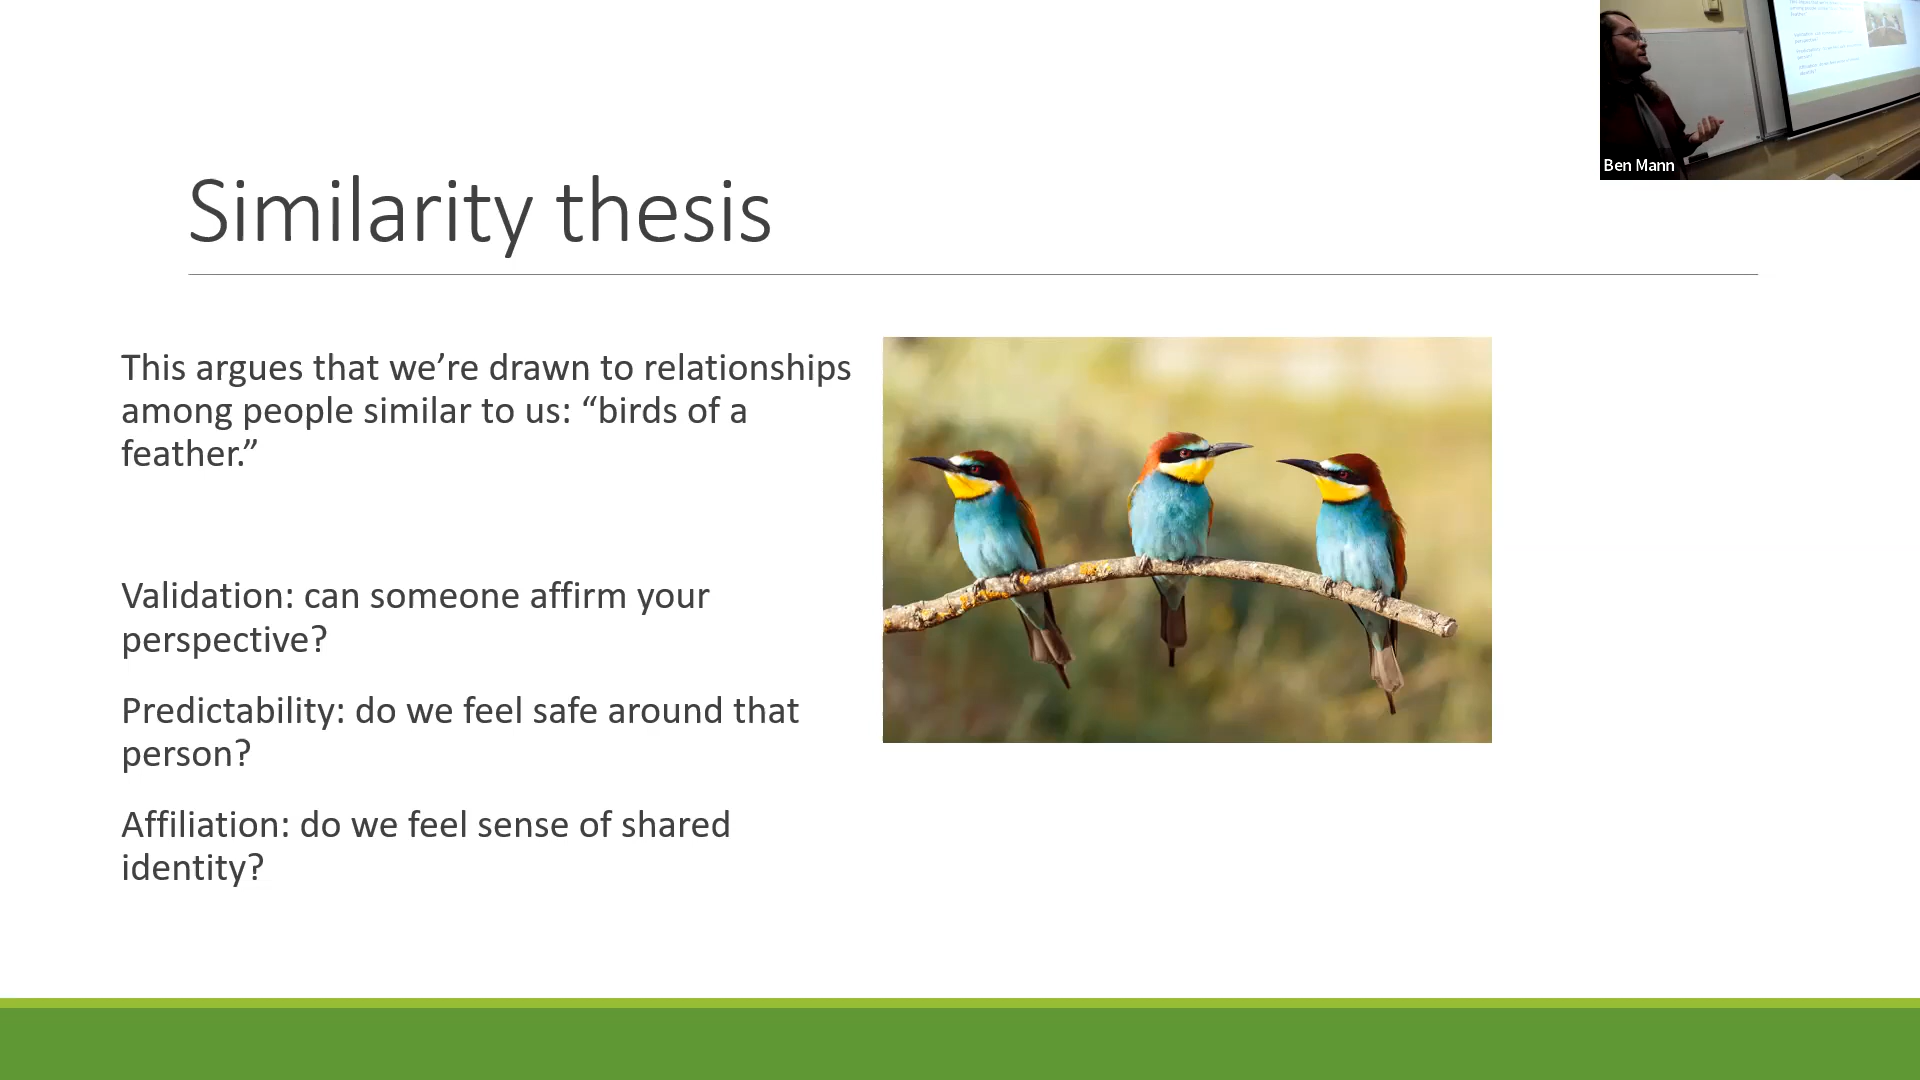 Similarity thesis
This argues that we’re drawn to relationships
among people similar to us: “birds of a
feather.”
Validation: can someone affirm your
perspective?
Predictability: do we feel safe around that
person?
Affiliation: do we feel sense of shared
identity?
Ben Mann